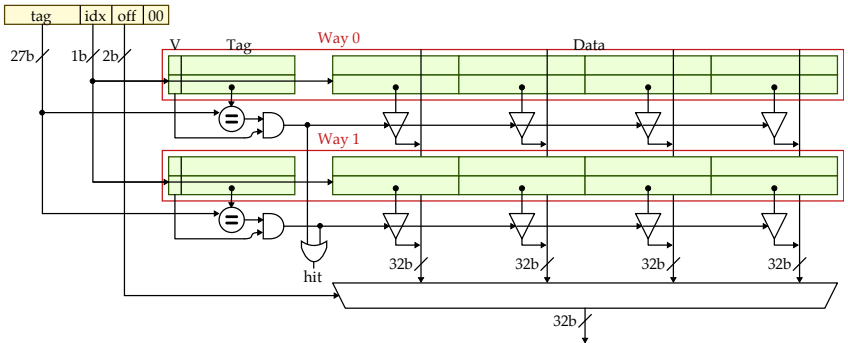 tag idx off 00
27b 1b 2b
V Tag Way 0 Data
=
Way 1
=
hit
32b 32b 32b 32b
32b